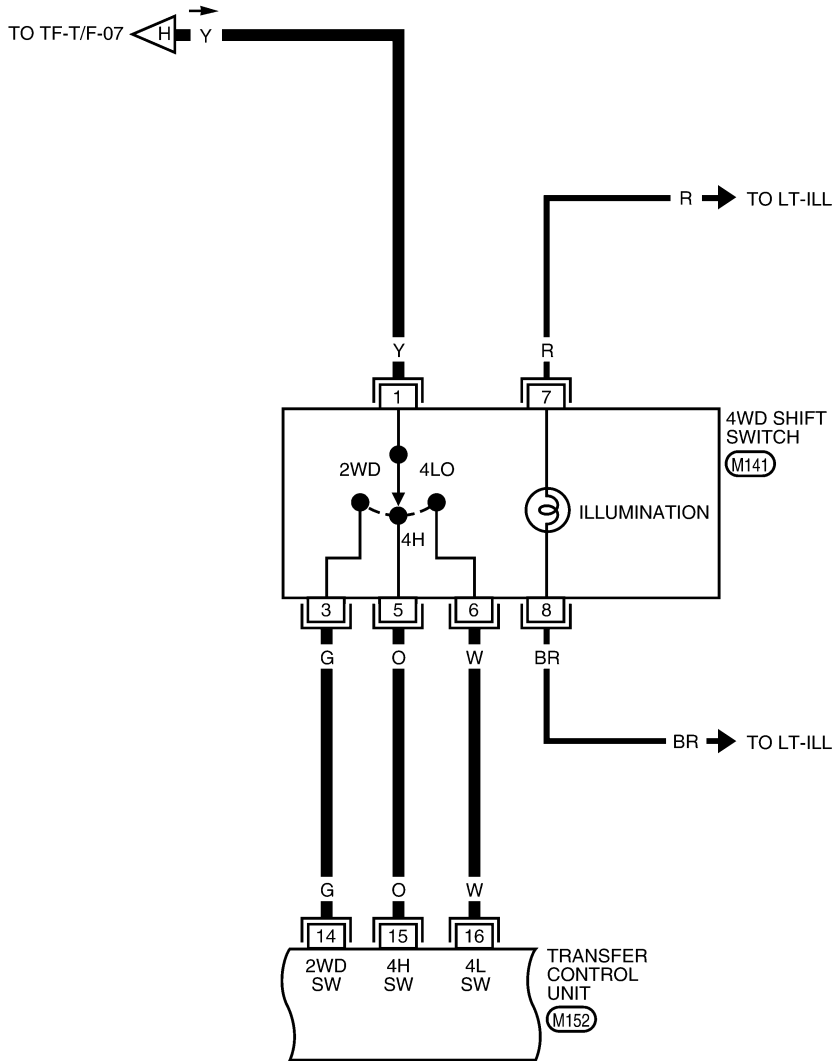 TO TF-T/F-07
H
Y
R
TO LT-ILL
Y
R
1
7
4WD SHIFT
SWITCH
M141
2WD
4LO
ILLUMINATION
4H
3
5
6
8
G
O
W
BR
BR
TO LT-ILL
G
O
W
14
15
16
2WD
SW
4H
SW
4L
SW
TRANSFER
CONTROL
UNIT
M152